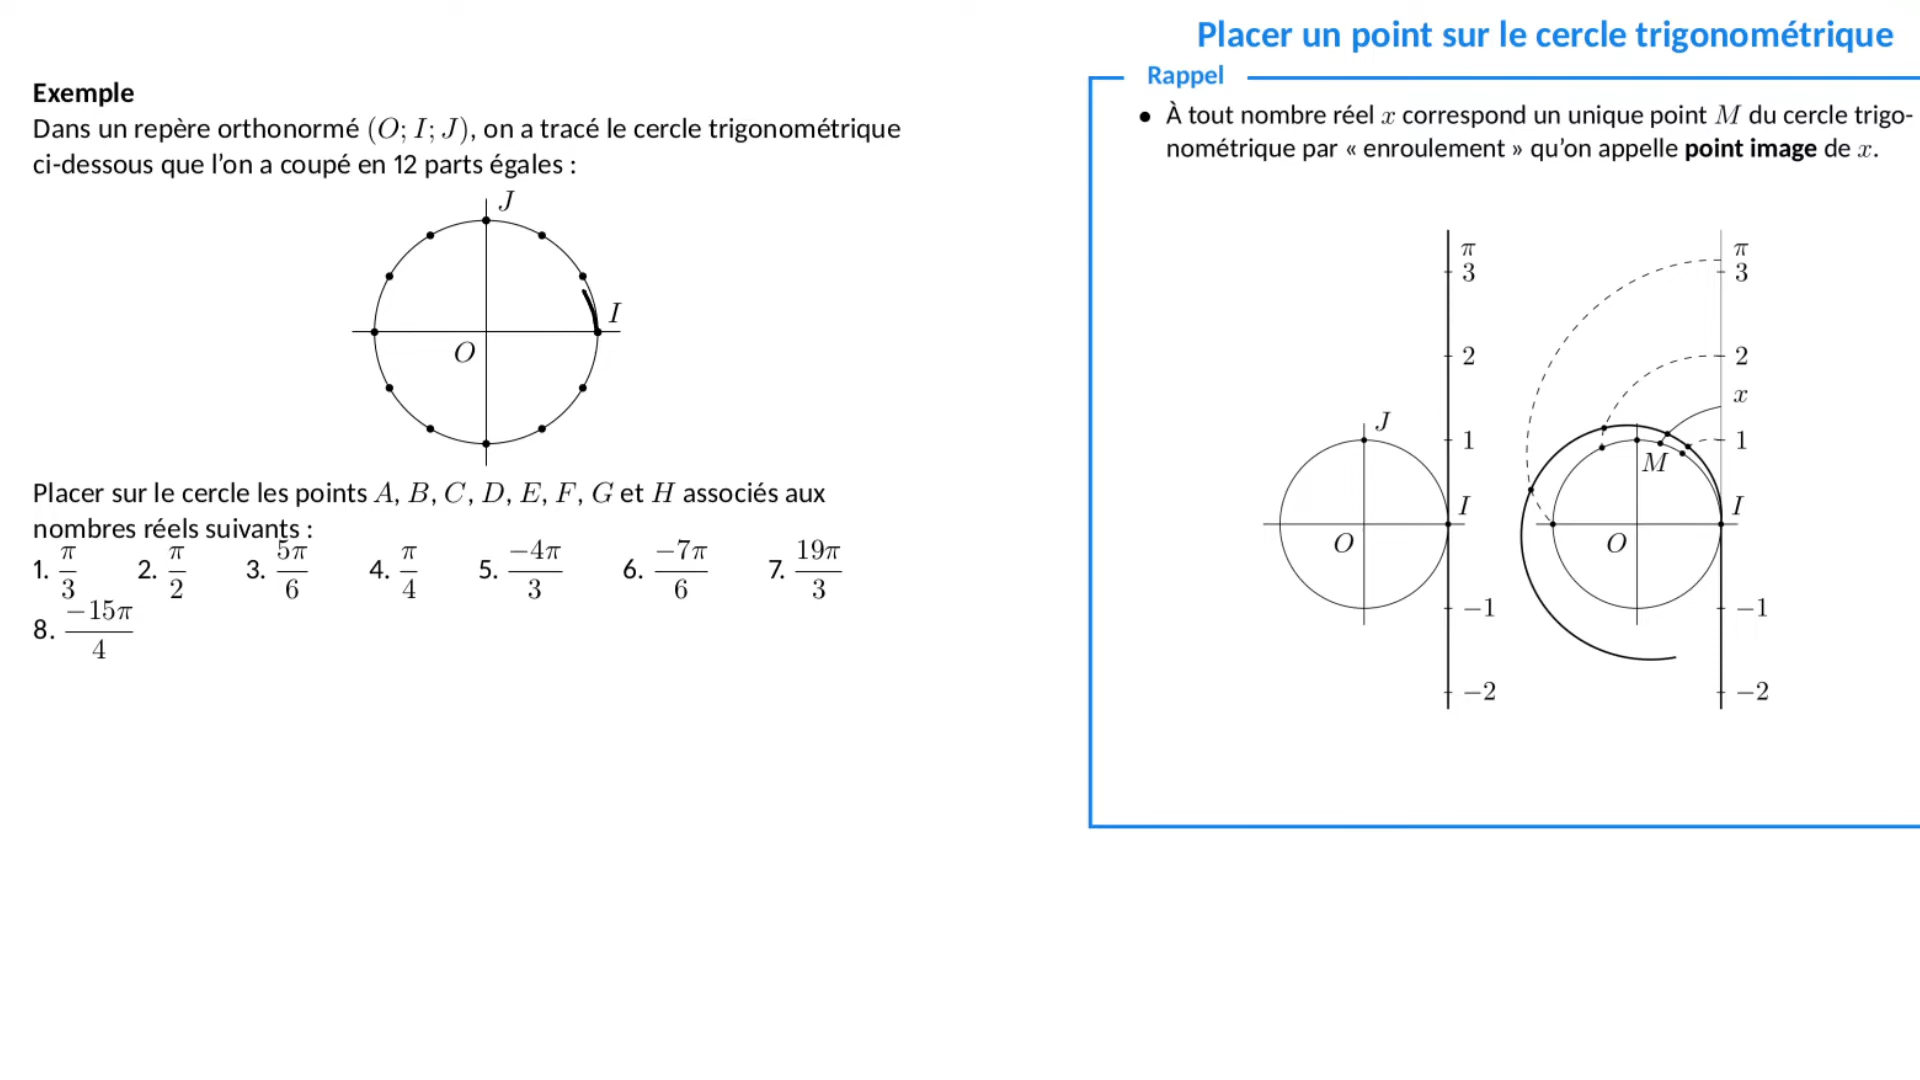 Exemple
Dans un repère orthonormé (O; I; J), on a tracé le cercle trigonométrique
ci-dessous que l’on a coupé en 12 parts égales :
J
I
O
Placer sur le cercle les points A, B, C, D, E, F, G et H associés aux
nombres réels suivants :
1. π/3 2. π/2 3. 5π/6 4. π/4 5. −4π/3 6. −7π/6 7. 19π/3
8. −15π/4
Placer un point sur le cercle trigonométrique
Rappel
• À tout nombre réel x correspond un unique point M du cercle trigo-
nométrique par « enroulement » qu’on appelle point image de x.
π
3
2
J
1
I
O
−1
−2
π
3
2
x
1
M
I
O
−1
−2